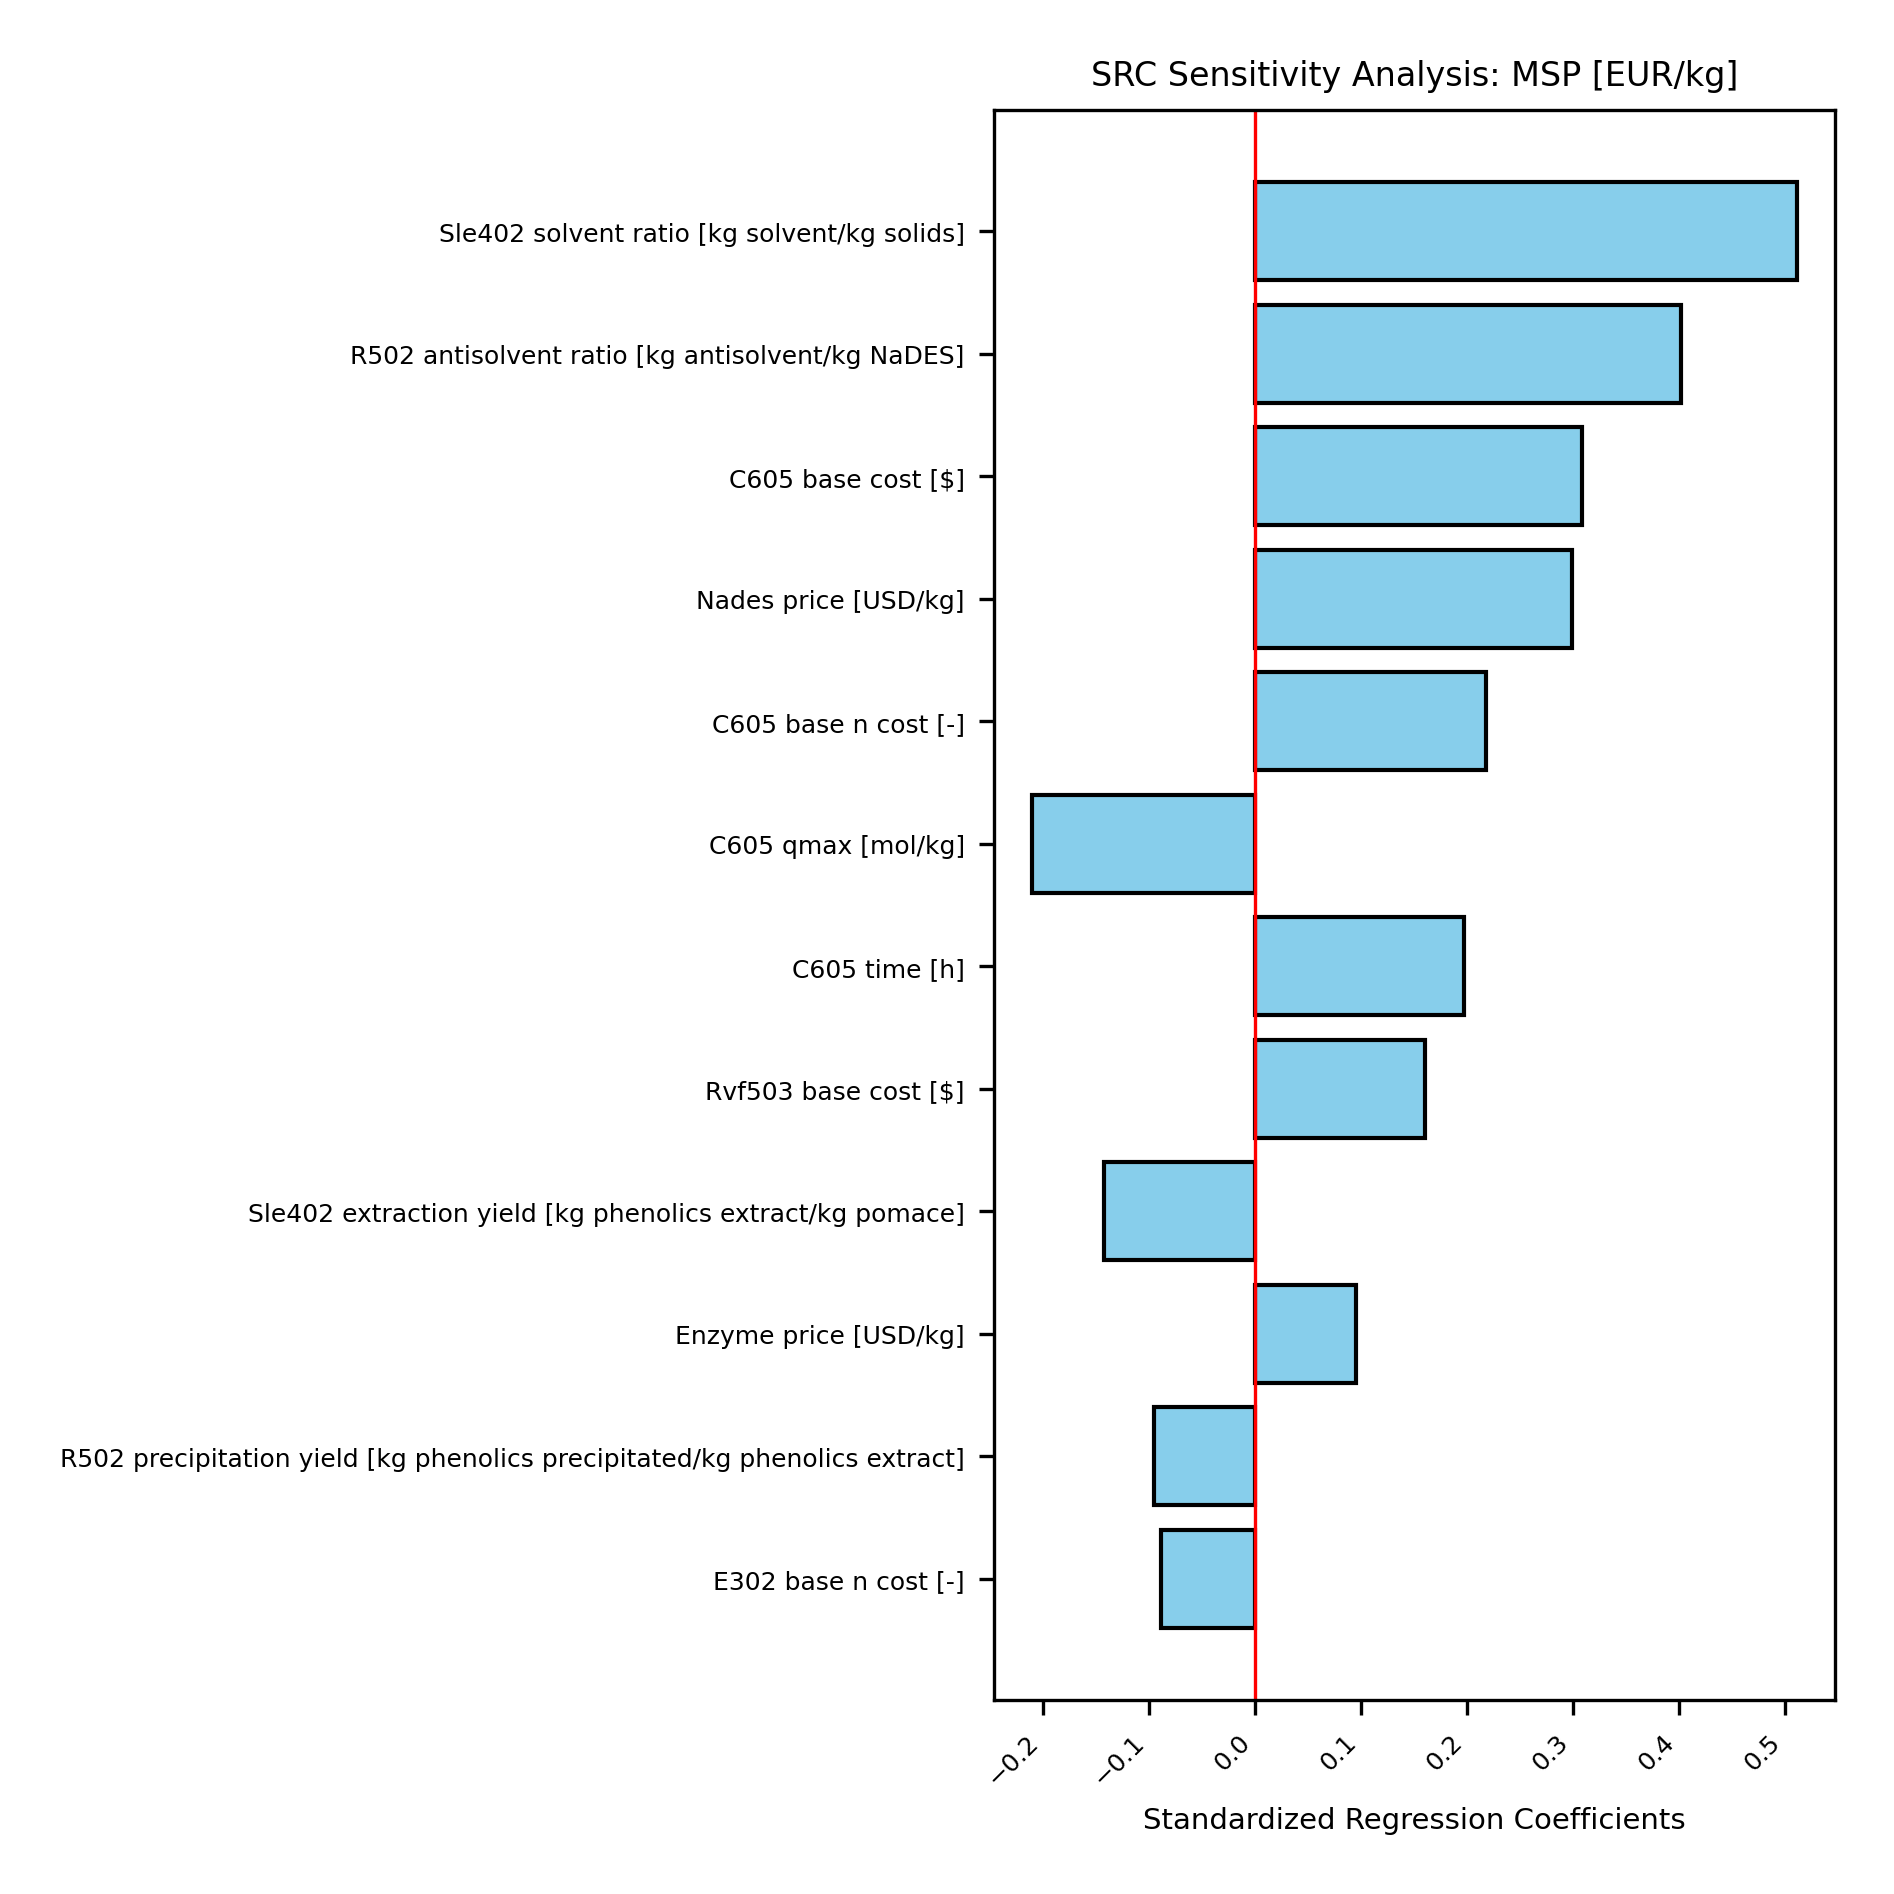 SRC Sensitivity Analysis: MSP [EUR/kg]
Sle402 solvent ratio [kg solvent/kg solids]
R502 antisolvent ratio [kg antisolvent/kg NaDES]
C605 base cost [$]
Nades price [USD/kg]
C605 base n cost [-]
C605 qmax [mol/kg]
C605 time [h]
Rvf503 base cost [$]
Sle402 extraction yield [kg phenolics extract/kg pomace]
Enzyme price [USD/kg]
R502 precipitation yield [kg phenolics precipitated/kg phenolics extract]
E302 base n cost [-]
−0.2 −0.1 0.0 0.1 0.2 0.3 0.4 0.5
Standardized Regression Coefficients